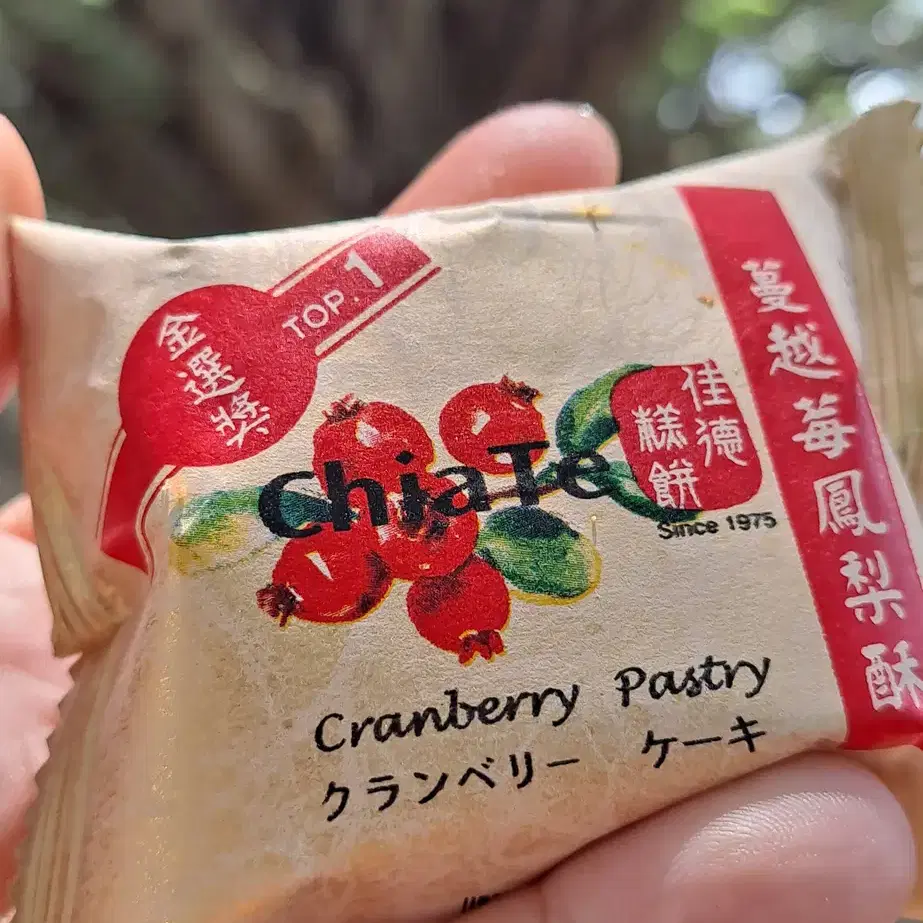 金選獎
TOP.1
ChiaTe
佳德
糕餅
Since 1975
蔓越莓鳳梨酥
Cranberry Pastry
クランベリー ケーキ